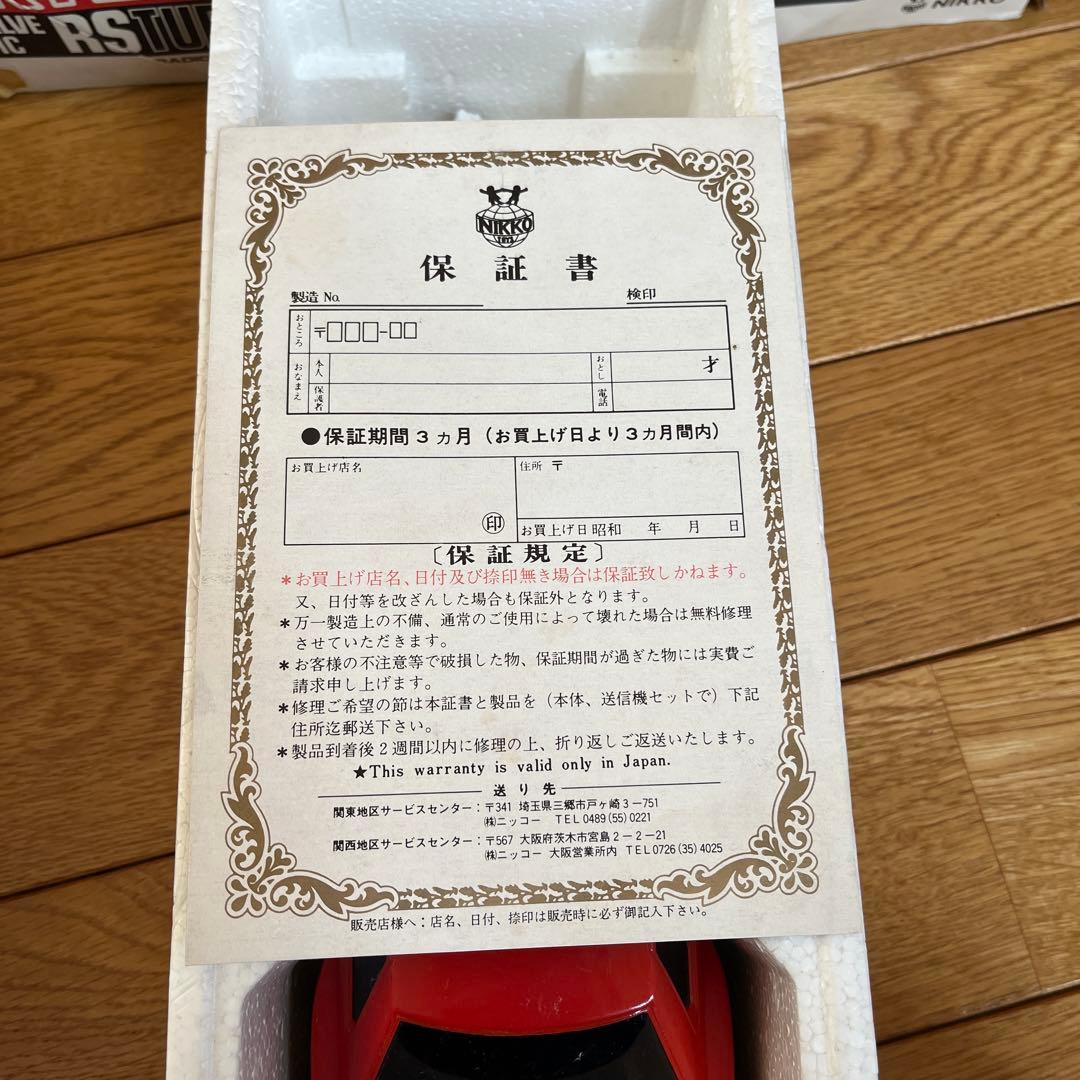 RSTU
NIKKO
NIKKO
保証書
製造 No. 検印
おところ 〒□□□-□□
おなまえ 本人 おとし 才
保護者 電話
●保証期間3ヵ月(お買上げ日より3ヵ月間内)
お買上げ店名 住所 〒
印
お買上げ日 昭和 年 月 日
〔保証規定〕
*お買上げ店名、日付及び捺印無き場合は保証致しかねます。
又、日付等を改ざんした場合も保証外となります。
*万一製造上の不備、通常のご使用によって壊れた場合は無料修理
させていただきます。
*お客様の不注意等で破損した物、保証期間が過ぎた物には実費ご
請求申し上げます。
*修理ご希望の節は本証書と製品を(本体、送信機セットで)下記
住所迄郵送下さい。
*製品到着後2週間以内に修理の上、折り返しご返送いたします。
★This warranty is valid only in Japan.
送り先
関東地区サービスセンター:〒341 埼玉県三郷市戸ヶ崎3-751
㈱ニッコー TEL0489(55)0221
関西地区サービスセンター:〒567 大阪府茨木市宮島2-2-21
㈱ニッコー 大阪営業所内 TEL0726(35)4025
販売店様へ:店名、日付、捺印は販売時に必ず御記入下さい。